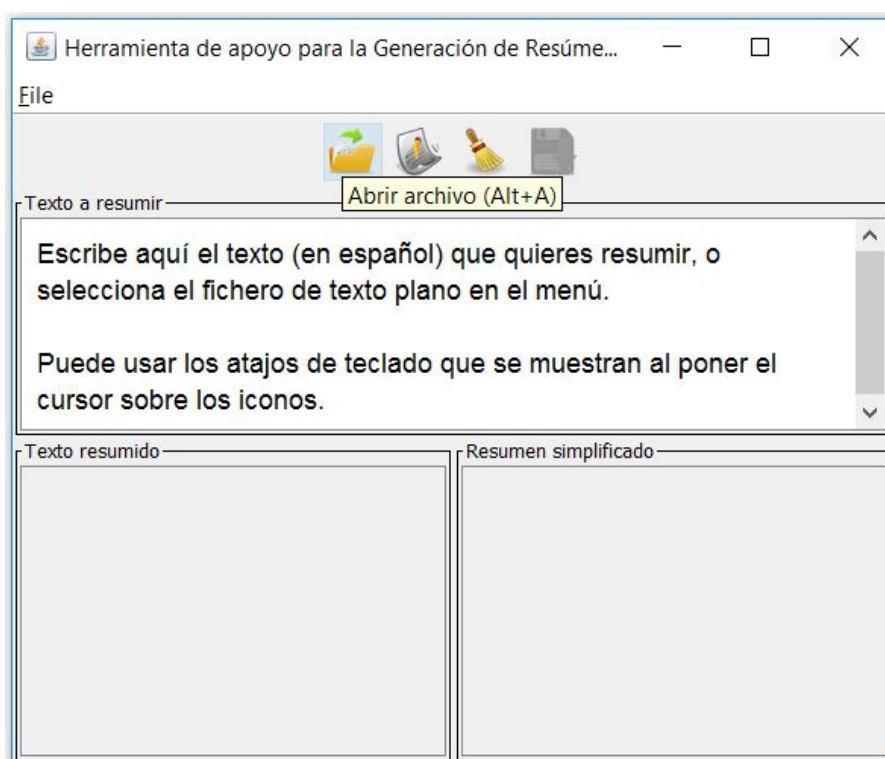 Herramienta de apoyo para la Generación de Resúme...
File
Abrir archivo (Alt+A)
Texto a resumir
Escribe aquí el texto (en español) que quieres resumir, o
selecciona el fichero de texto plano en el menú.
Puede usar los atajos de teclado que se muestran al poner el
cursor sobre los iconos.
Texto resumido
Resumen simplificado